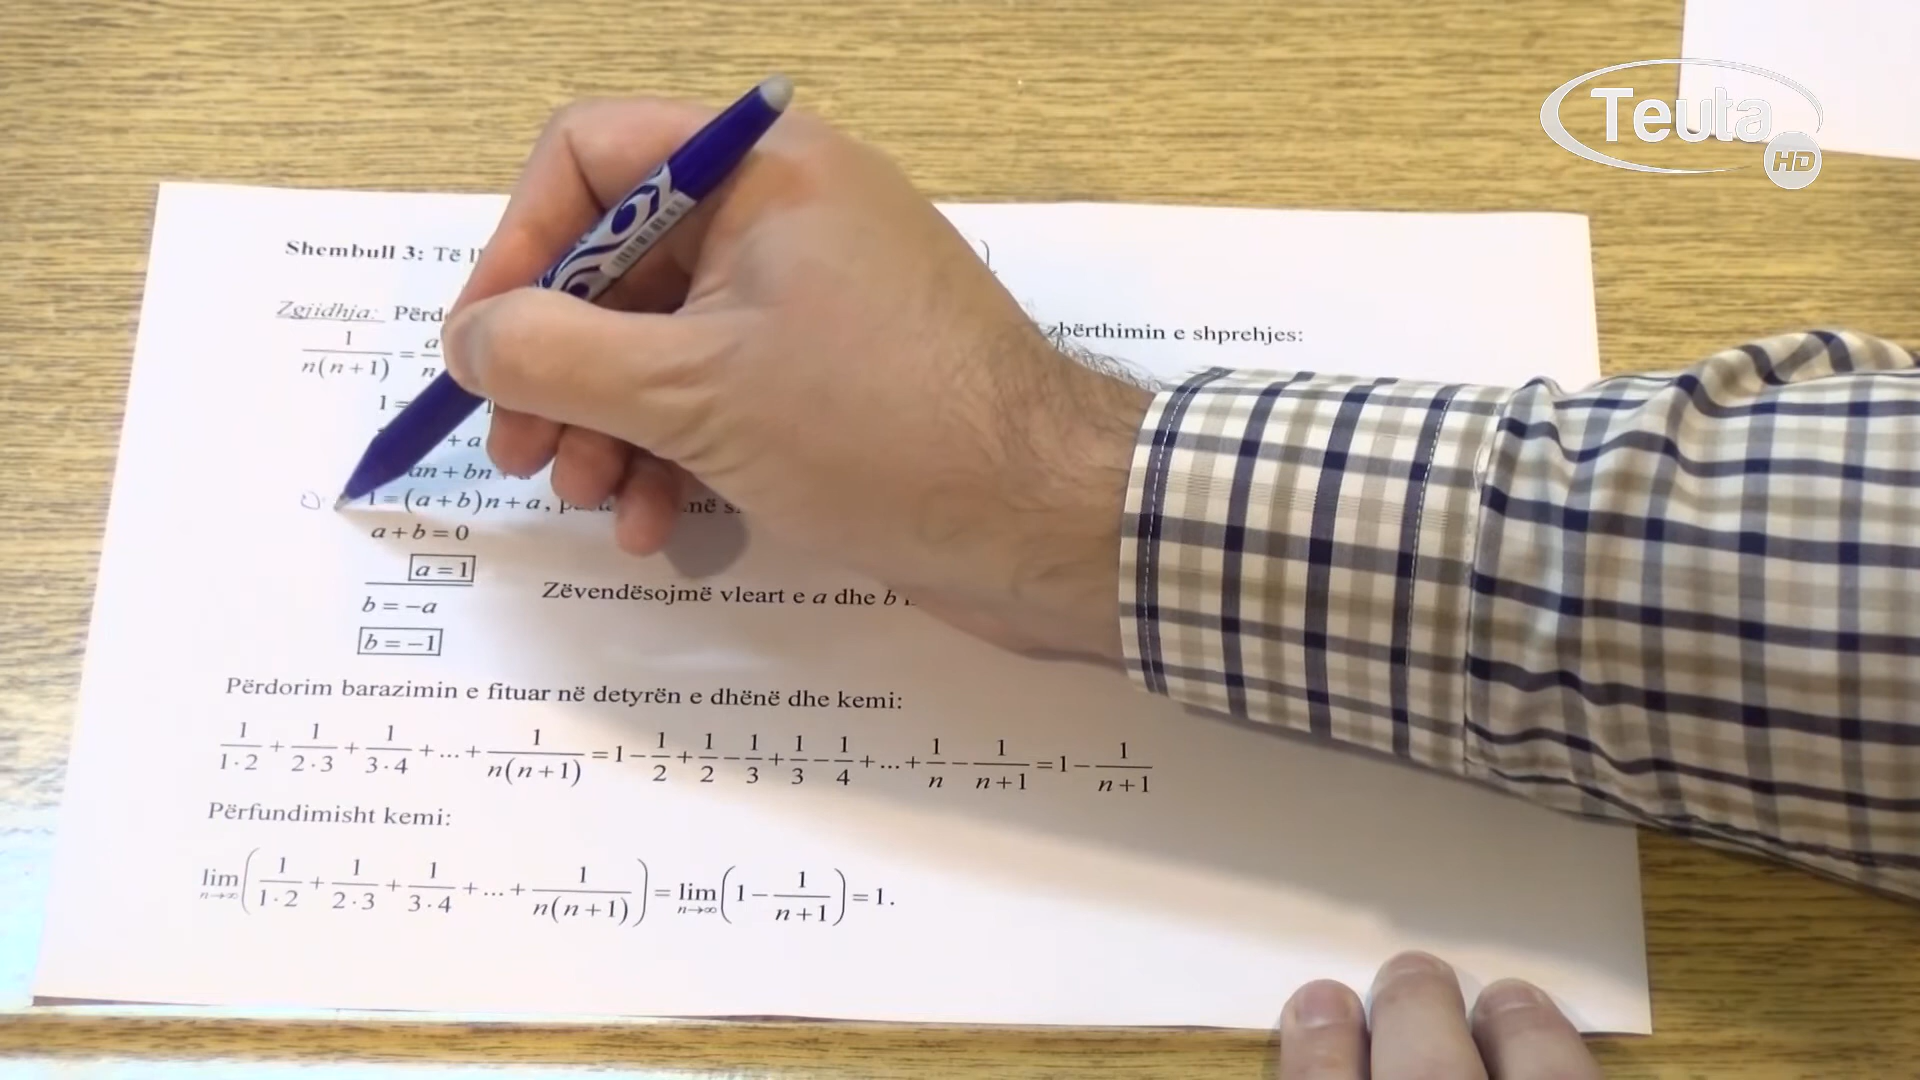 Teuta
HD
Shembull 3: Të
).
Zgjidhja: Përd
zbërthimin e shprehjes:
1/(n(n+1)) = a/n
1 =
+ a
an + bn
1 = (a+b)n + a,
në s
a + b = 0
a = 1
b = −a
Zëvendësojmë vleart e a dhe b
b = −1
Përdorim barazimin e fituar në detyrën e dhënë dhe kemi:
1/(1·2) + 1/(2·3) + 1/(3·4) + ... + 1/(n(n+1)) = 1 − 1/2 + 1/2 − 1/3 + 1/3 − 1/4 + ... + 1/n − 1/(n+1) = 1 − 1/(n+1)
Përfundimisht kemi:
lim n→∞ (1/(1·2) + 1/(2·3) + 1/(3·4) + ... + 1/(n(n+1))) = lim n→∞ (1 − 1/(n+1)) = 1.